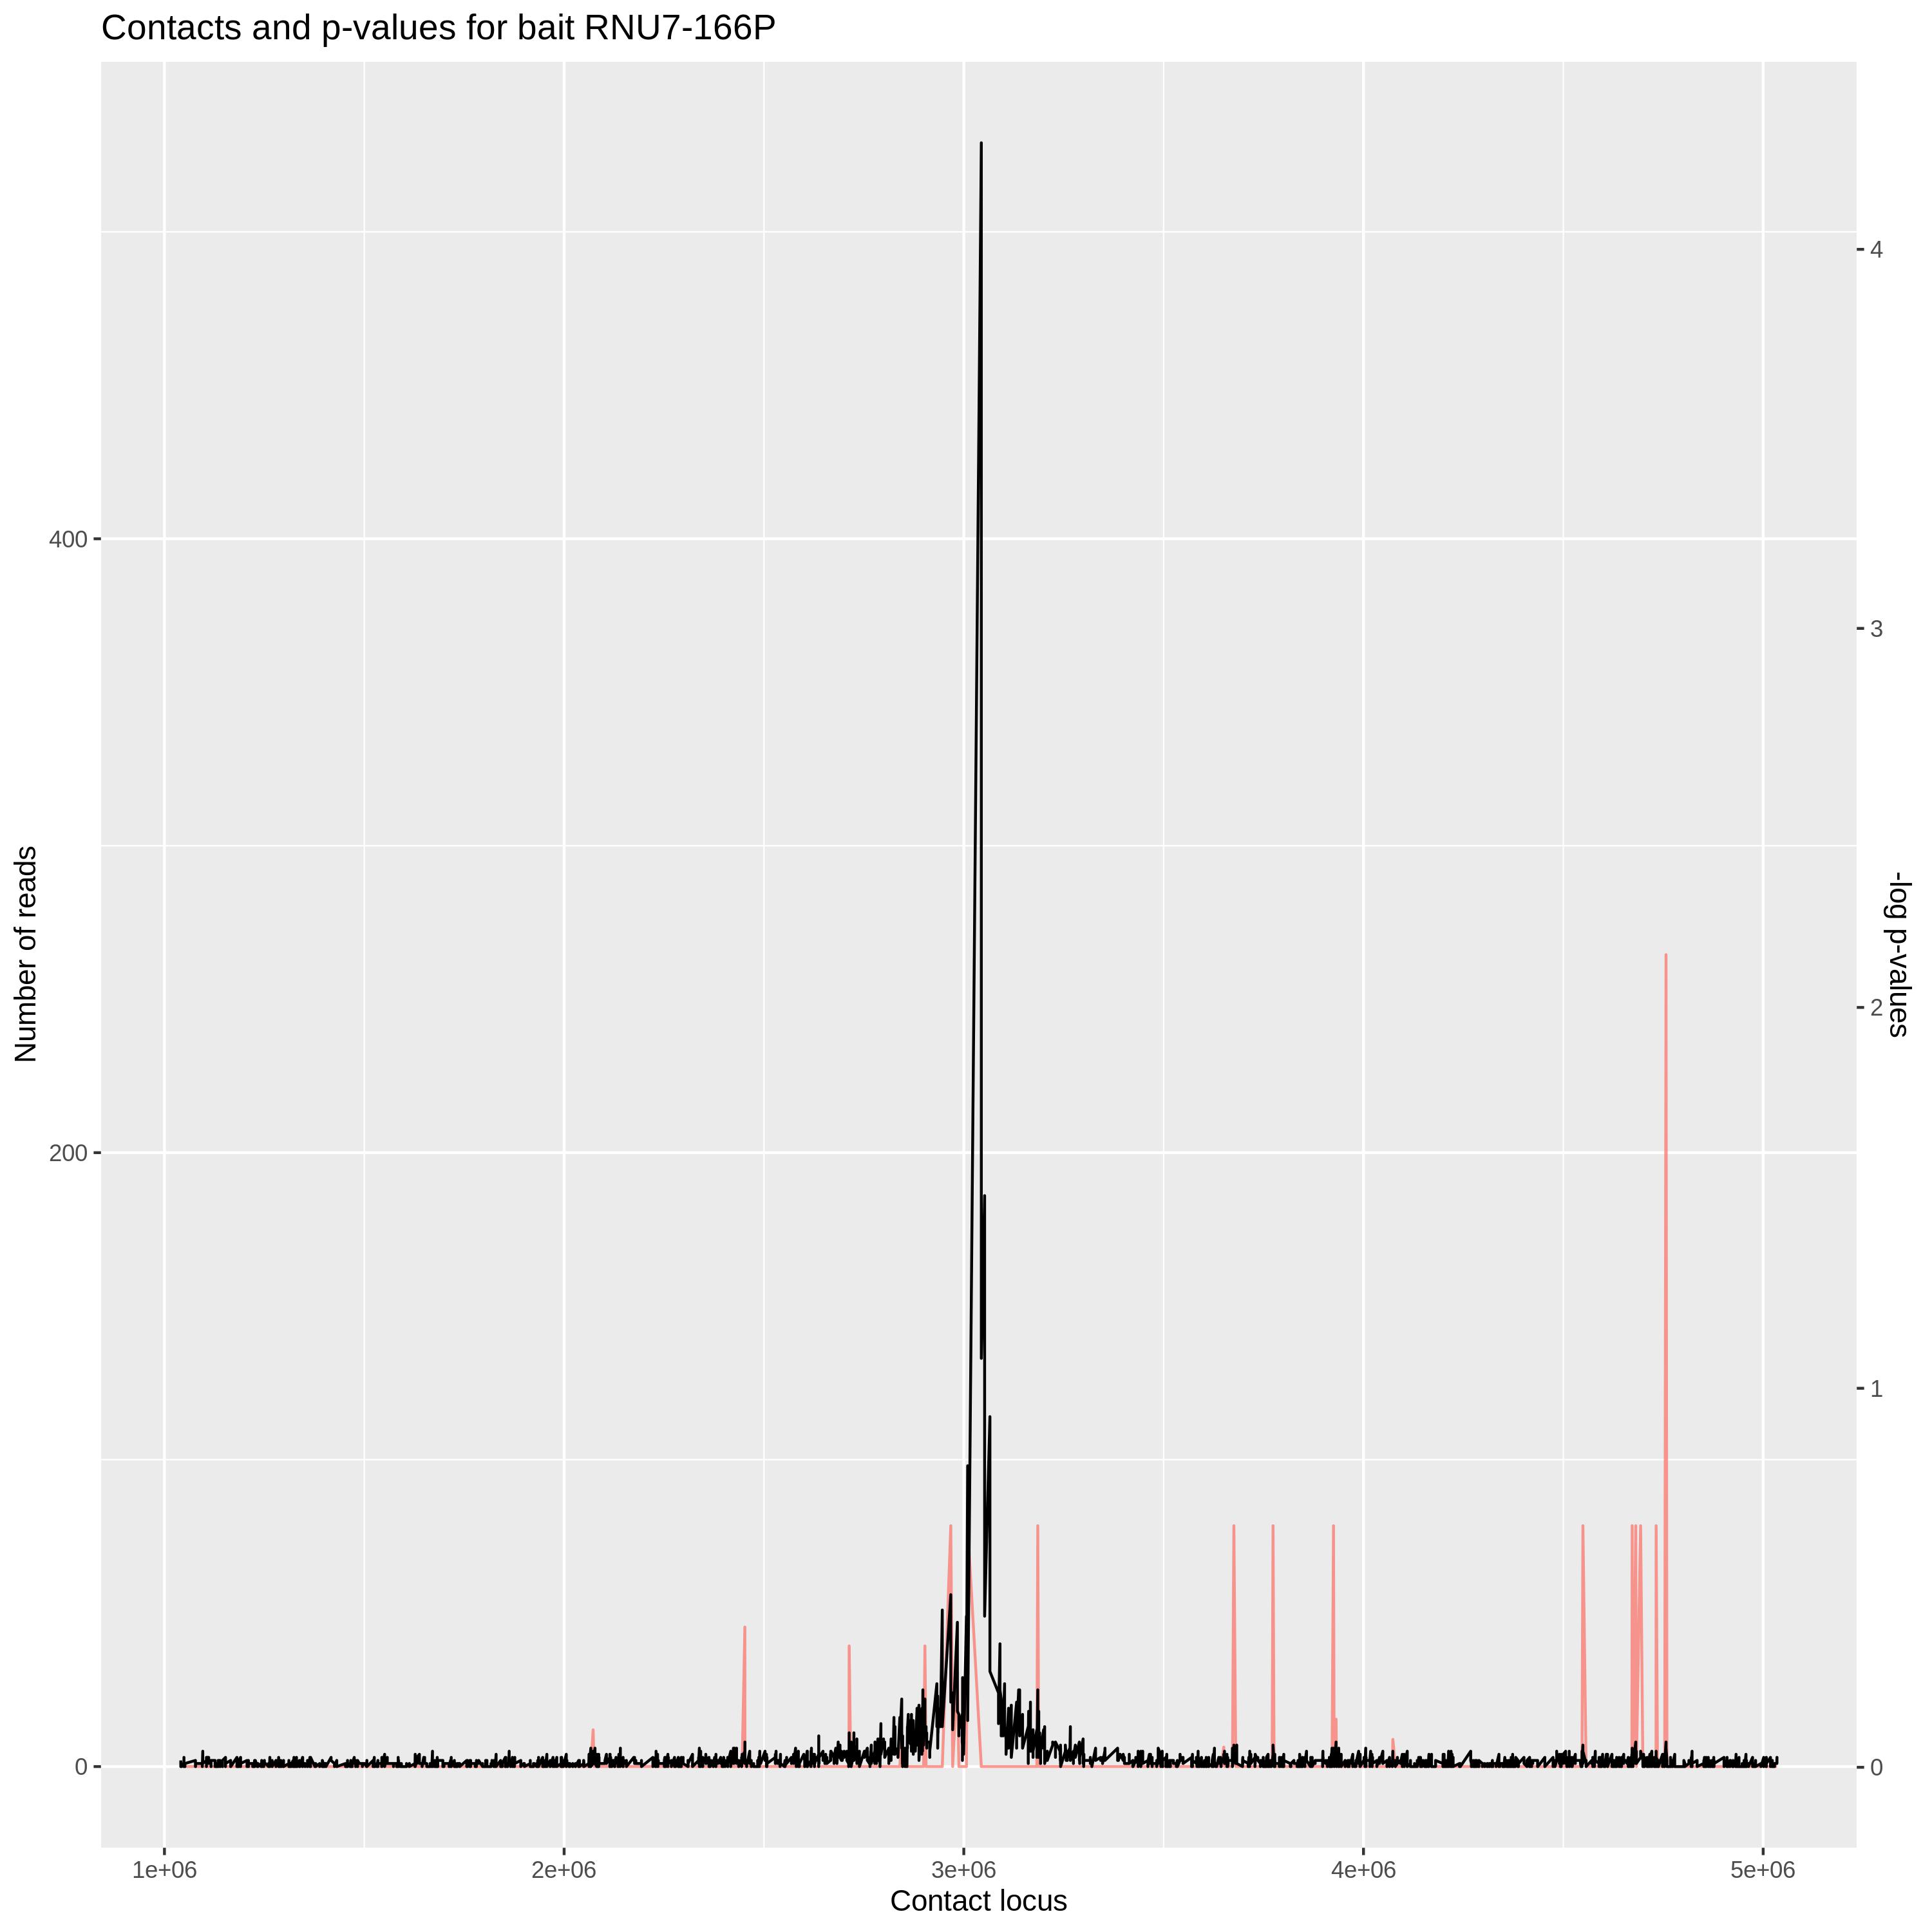 Contacts and p-values for bait RNU7-166P
Number of reads
400
200
0
4
3
2
1
0
-log p-values
1e+06
2e+06
3e+06
4e+06
5e+06
Contact locus